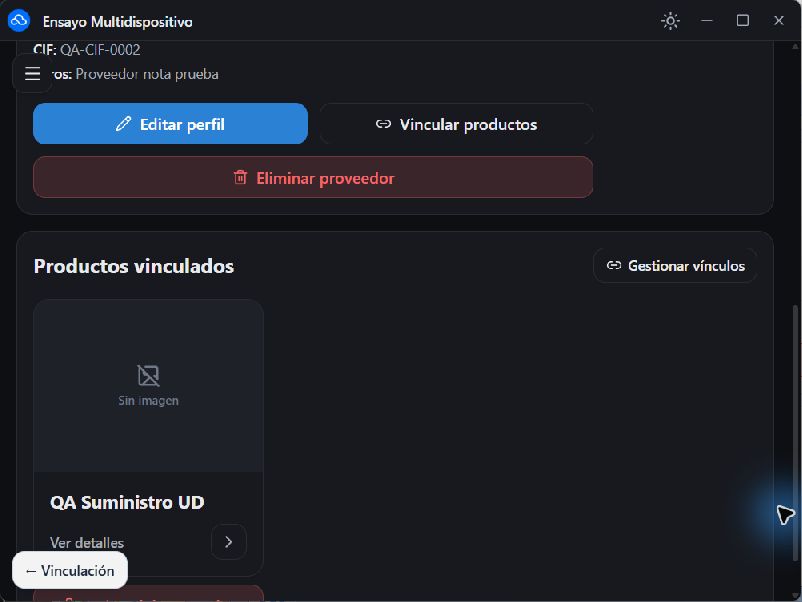 Ensayo Multidispositivo
CIF: QA-CIF-0002
ros: Proveedor nota prueba
Editar perfil
Vincular productos
Eliminar proveedor
Productos vinculados
Gestionar vínculos
Sin imagen
QA Suministro UD
Ver detalles
← Vinculación